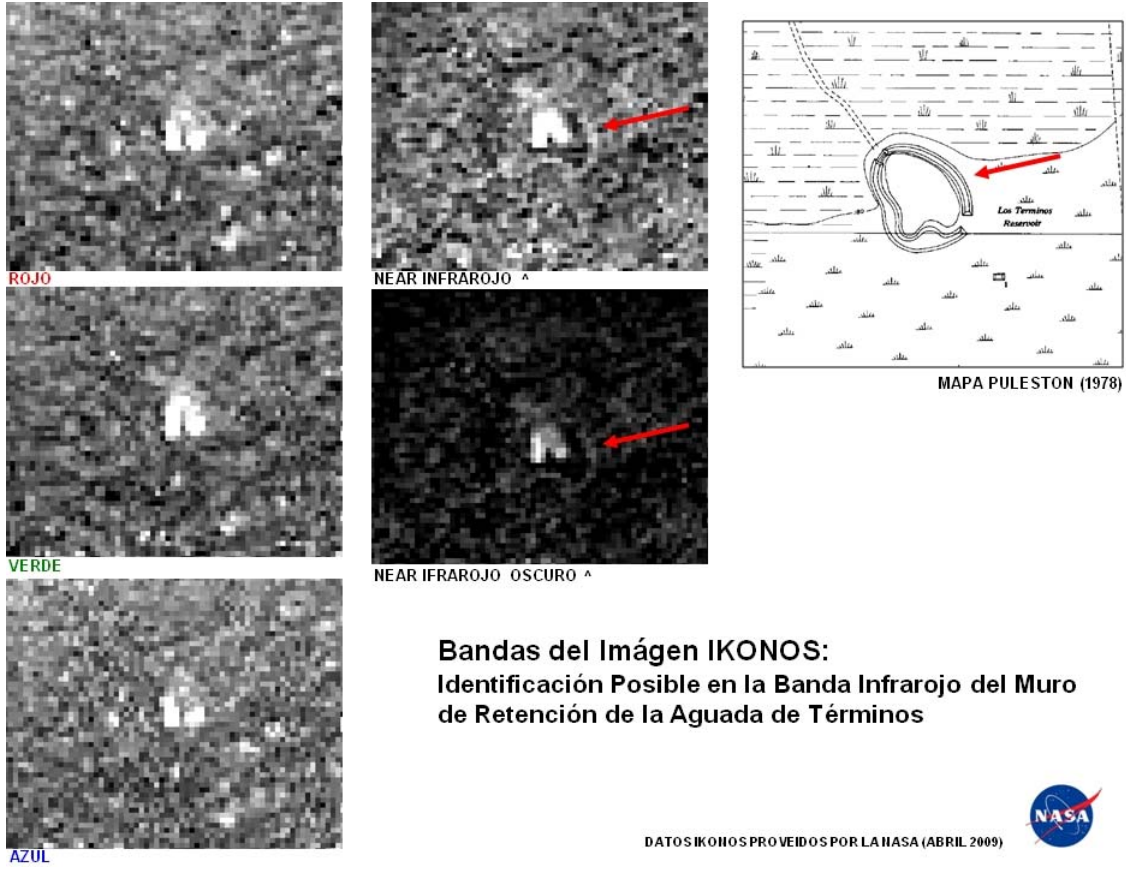 ROJO
NEAR INFRAROJO ^
Los Terminos
Reservoir
MAPA PULESTON (1978)
VERDE
NEAR IFRAROJO OSCURO ^
Bandas del Imágen IKONOS:
Identificación Posible en la Banda Infrarojo del Muro
de Retención de la Aguada de Términos
NASA
DATOS IKONOS PROVEIDOS POR LA NASA (ABRIL 2009)
AZUL